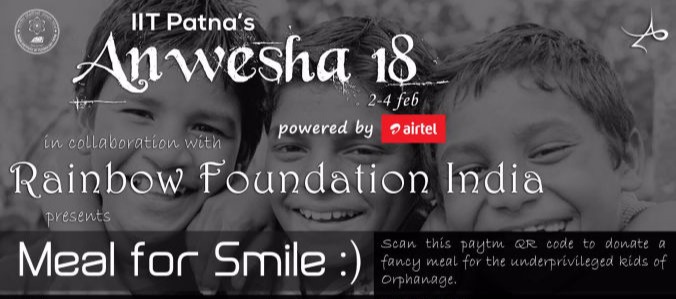 IIT Patna's
Anwesha 18
2-4 feb
powered by airtel
in collaboration with
Rainbow Foundation India
presents
Meal for Smile :)
Scan this paytm QR code to donate a
fancy meal for the underprivileged kids of
Orphanage.